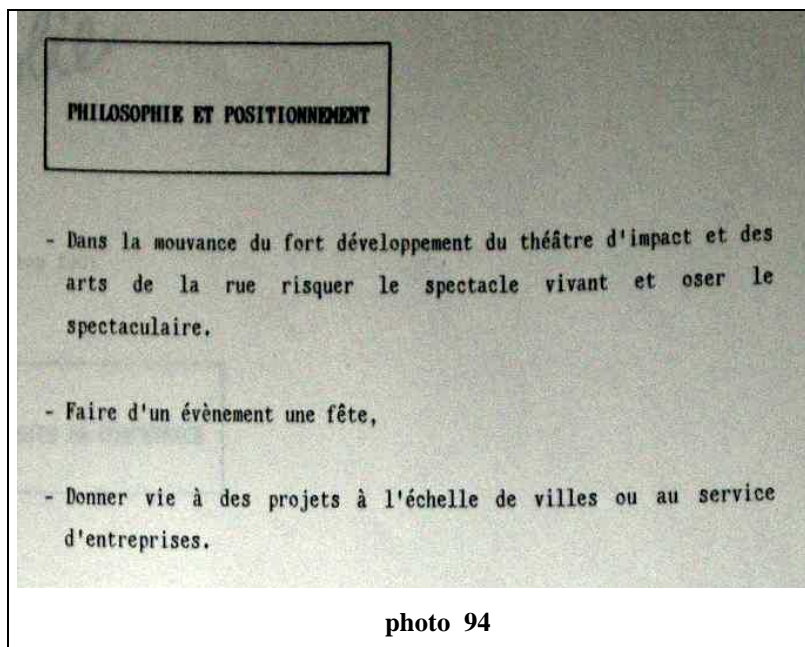 PHILOSOPHIE ET POSITIONNEMENT
- Dans la mouvance du fort développement du théâtre d'impact et des
arts de la rue risquer le spectacle vivant et oser le
spectaculaire.
- Faire d'un évènement une fête,
- Donner vie à des projets à l'échelle de villes ou au service
d'entreprises.
photo 94